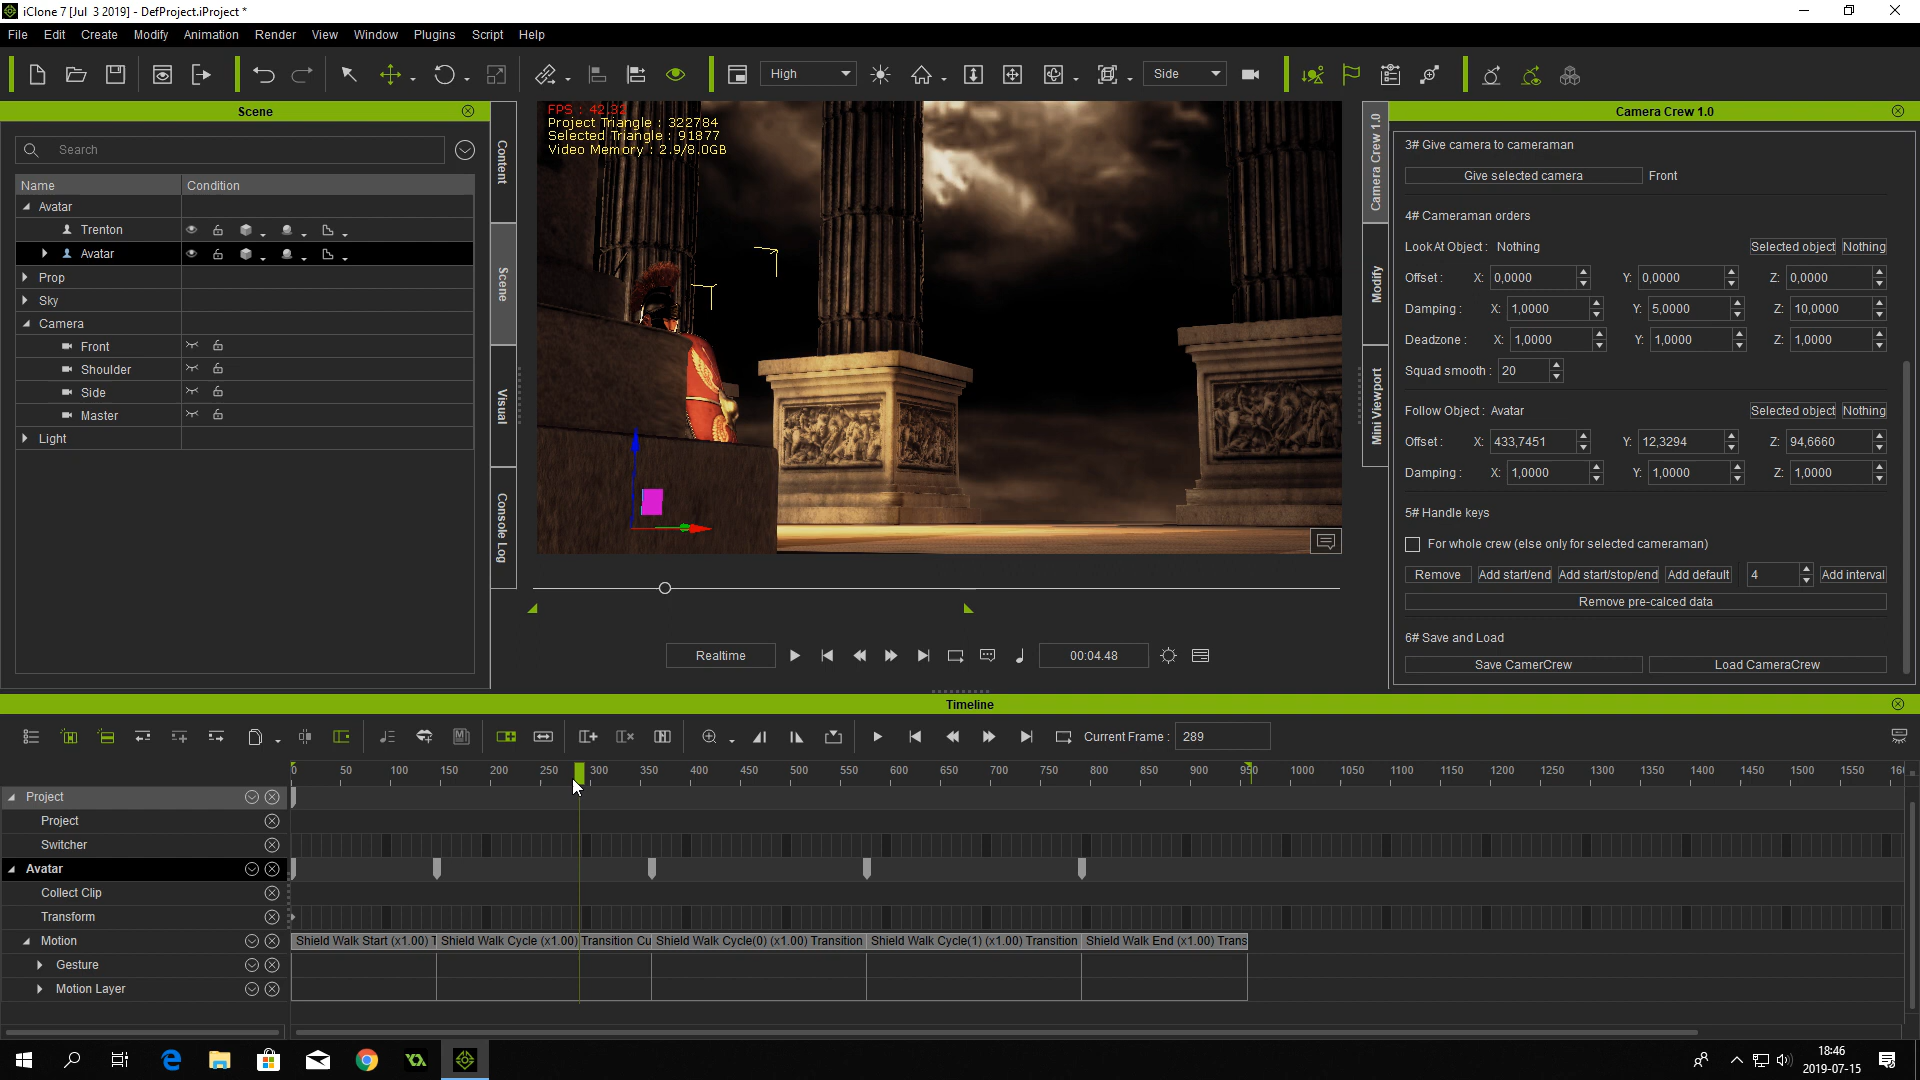 iClone 7 [Jul  3 2019] - DefProject.iProject *
File Edit Create Modify Animation Render View Window Plugins Script Help
High Side
Scene
Search
Name Condition
Avatar
Trenton
Avatar
Prop
Sky
Camera
Front
Shoulder
Side
Master
Light
Content
Scene
Visual
Console Log
FPS : 42.32
Project Triangle : 322784
Selected Triangle : 91877
Video Memory : 2.9/8.0GB
Realtime 00:04.48
Camera Crew 1.0
Modify
Mini Viewport
Camera Crew 1.0
3# Give camera to cameraman
Give selected camera Front
4# Cameraman orders
Look At Object : Nothing Selected object Nothing
Offset : X: 0,0000 Y: 0,0000 Z: 0,0000
Damping : X: 1,0000 Y: 5,0000 Z: 10,0000
Deadzone : X: 1,0000 Y: 1,0000 Z: 1,0000
Squad smooth : 20
Follow Object : Avatar Selected object Nothing
Offset : X: 433,7451 Y: 12,3294 Z: 94,6660
Damping : X: 1,0000 Y: 1,0000 Z: 1,0000
5# Handle keys
For whole crew (else only for selected cameraman)
Remove Add start/end Add start/stop/end Add default 4 Add interval
Remove pre-calced data
6# Save and Load
Save CamerCrew Load CameraCrew
Timeline
Current Frame : 289
0 50 100 150 200 250 300 350 400 450 500 550 600 650 700 750 800 850 900 950 1000 1050 1100 1150 1200 1250 1300 1350 1400 1450 1500 1550
Project
Project
Switcher
Avatar
Collect Clip
Transform
Motion Shield Walk Start (x1.00) T Shield Walk Cycle (x1.00) Transition Cu Shield Walk Cycle(0) (x1.00) Transition Shield Walk Cycle(1) (x1.00) Transition Shield Walk End (x1.00) Trans
Gesture
Motion Layer
18:46
2019-07-15